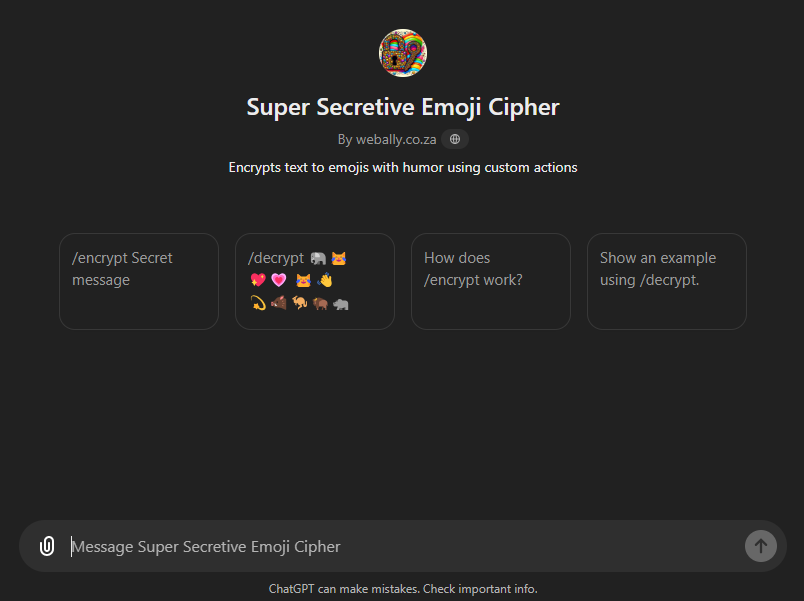 Super Secretive Emoji Cipher
By webally.co.za
Encrypts text to emojis with humor using custom actions
/encrypt Secret
message
/decrypt 🐘 😹
💖 💗 😹 👋
💫 🐗 🦘 🦬 🦏
How does
/encrypt work?
Show an example
using /decrypt.
Message Super Secretive Emoji Cipher
ChatGPT can make mistakes. Check important info.